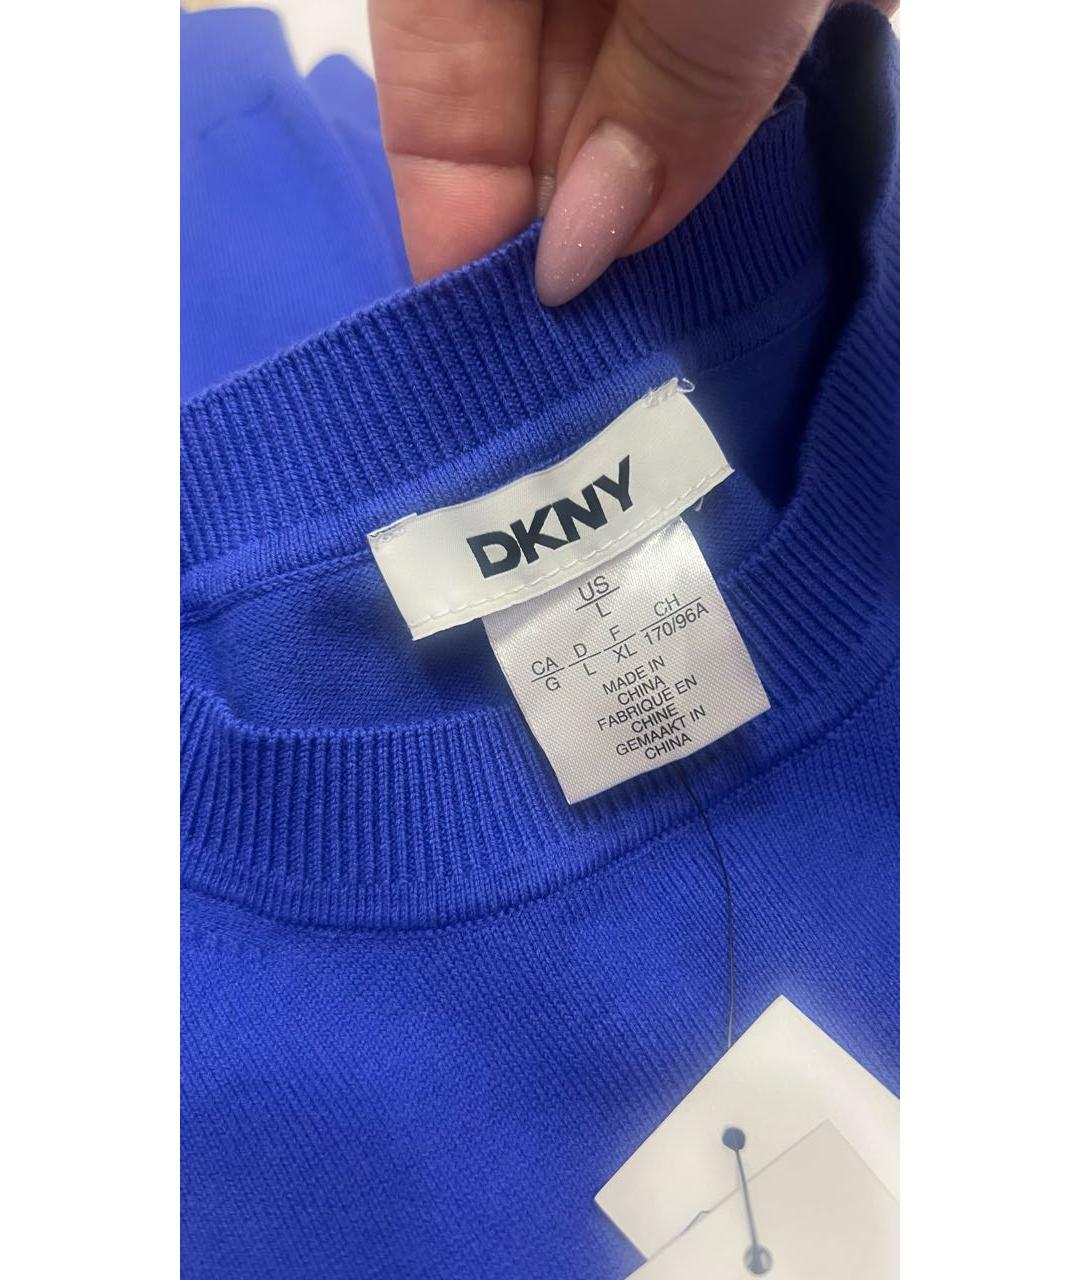 DKNY
US
L
CA D F CH
G L XL 170/96A
MADE IN
CHINA
FABRIQUE EN
CHINE
GEMAAKT IN
CHINA